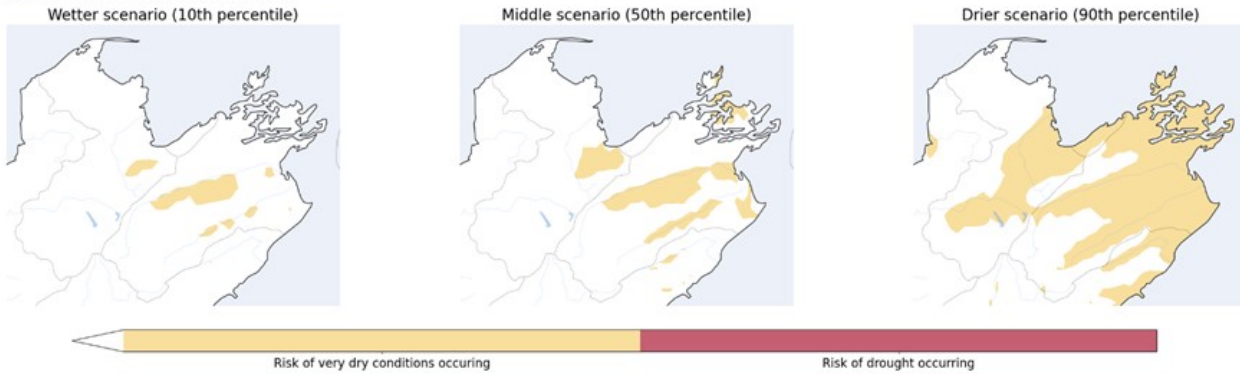 Wetter scenario (10th percentile)
Middle scenario (50th percentile)
Drier scenario (90th percentile)
Risk of very dry conditions occuring
Risk of drought occurring